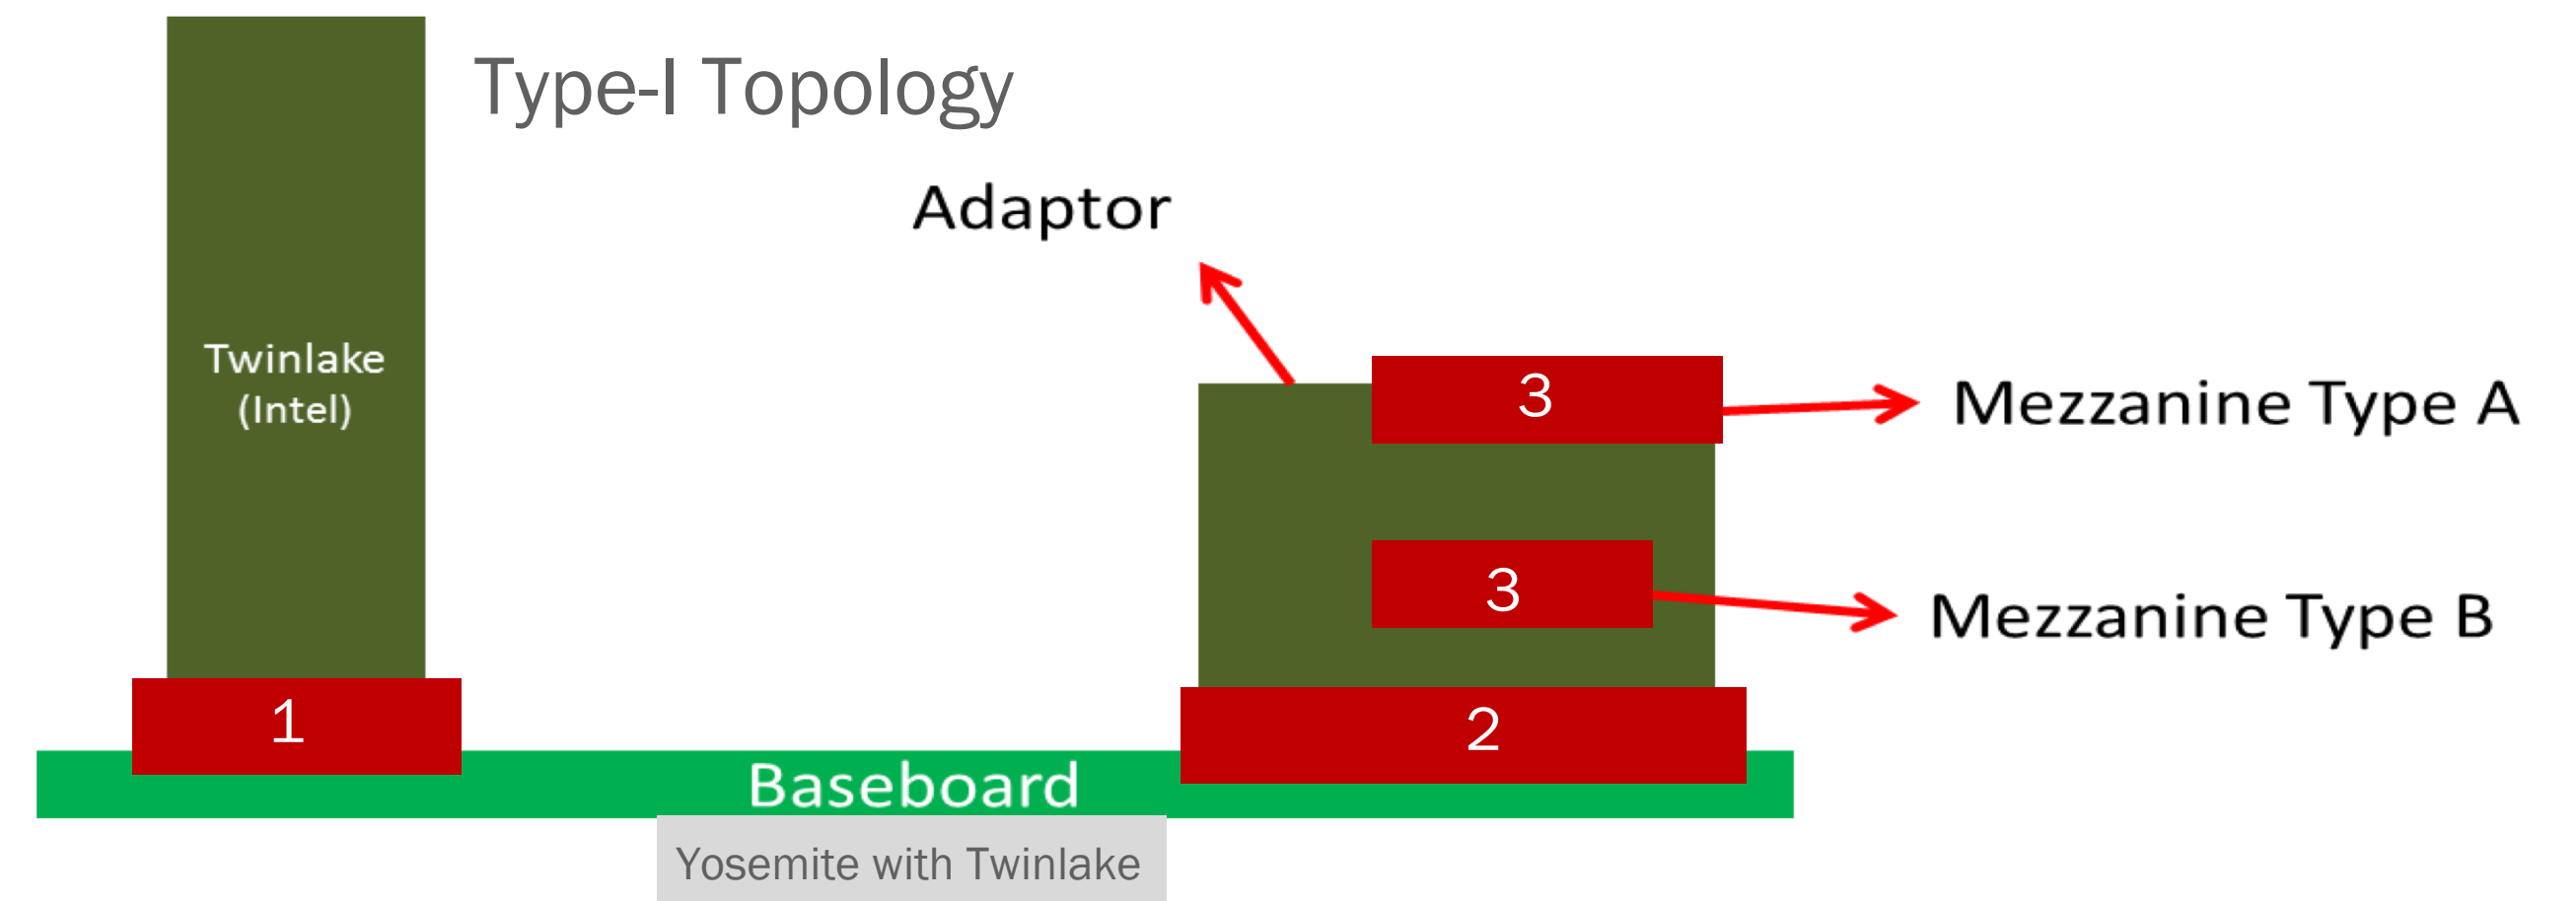 Type-I Topology
Adaptor
Twinlake
(Intel)
3
Mezzanine Type A
3
Mezzanine Type B
1
2
Baseboard
Yosemite with Twinlake